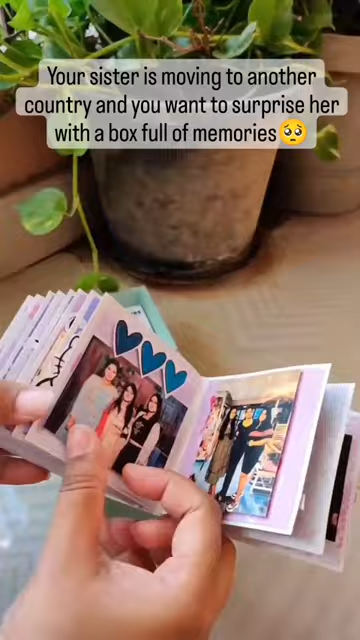 Your sister is moving to another
country and you want to surprise her
with a box full of memories🥺